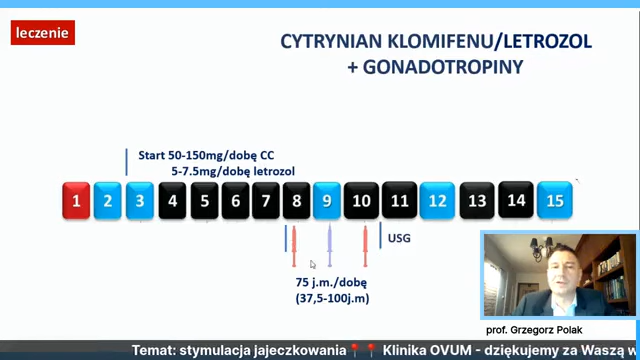 leczenie
CYTRYNIAN KLOMIFENU/LETROZOL
+ GONADOTROPINY
Start 50-150mg/dobę CC
5-7.5mg/dobę letrozol
1 2 3 4 5 6 7 8 9 10 11 12 13 14 15
USG
75 j.m./dobę
(37,5-100j.m)
prof. Grzegorz Polak
Temat: stymulacja jajeczkowania📍📍 Klinika OVUM - dziękujemy za Waszą w